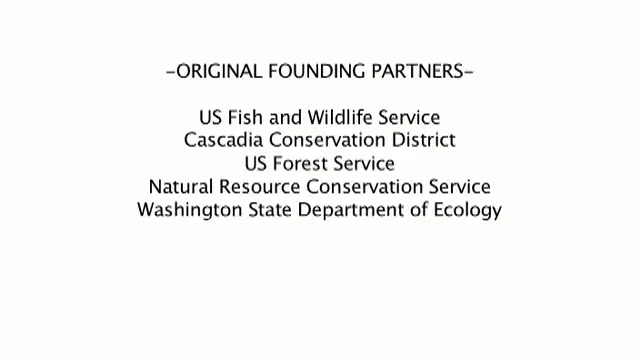 -ORIGINAL FOUNDING PARTNERS-
US Fish and Wildlife Service
Cascadia Conservation District
US Forest Service
Natural Resource Conservation Service
Washington State Department of Ecology